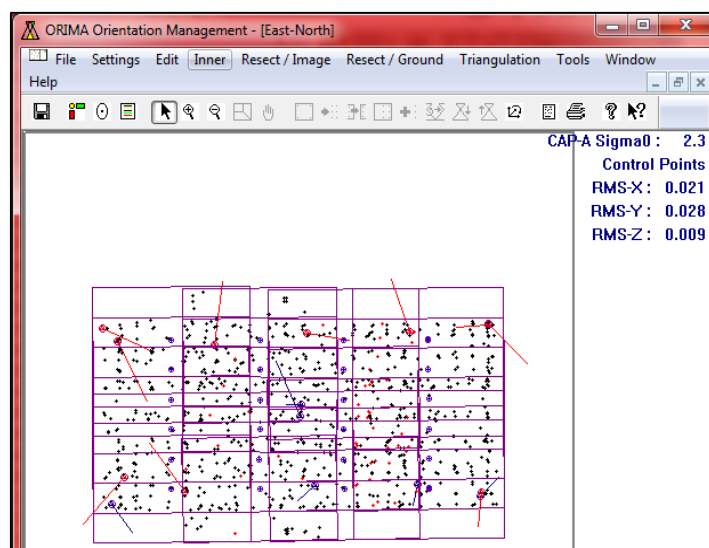 ORIMA Orientation Management - [East-North]
File Settings Edit Inner Resect / Image Resect / Ground Triangulation Tools Window
Help
CAP-A Sigma0 : 2.3
Control Points
RMS-X : 0.021
RMS-Y : 0.028
RMS-Z : 0.009